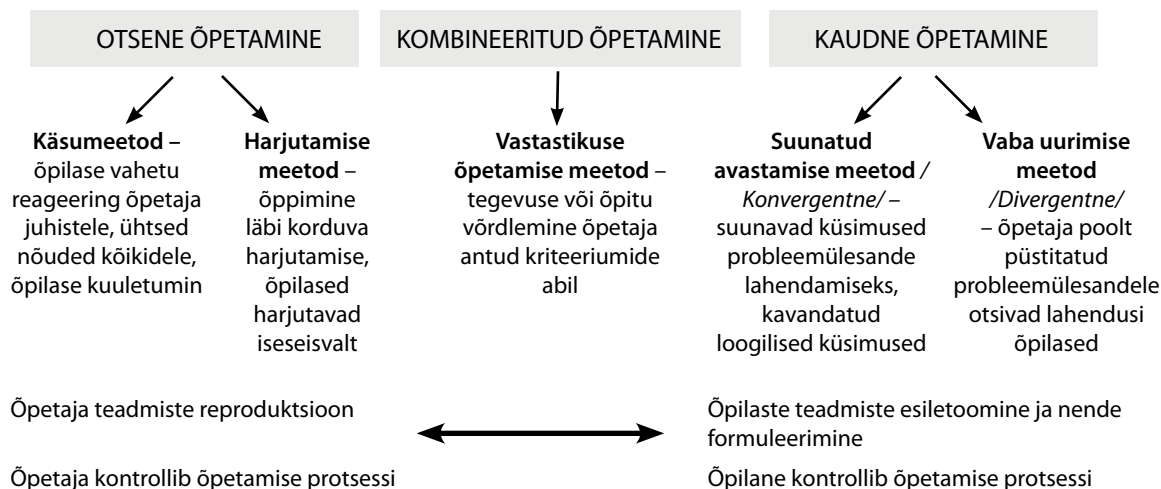 OTSENE ÕPETAMINE
KOMBINEERITUD ÕPETAMINE
KAUDNE ÕPETAMINE
Käsumeetod –
õpilase vahetu
reageering õpetaja
juhistele, ühtsed
nõuded kõikidele,
õpilase kuuletumin
Harjutamise
meetod –
õppimine
läbi korduva
harjutamise,
õpilased
harjutavad
iseseisvalt
Vastastikuse
õpetamise meetod –
tegevuse või õpitu
võrdlemine õpetaja
antud kriteeriumide
abil
Suunatud
avastamise meetod /
Konvergentne/ –
suunavad küsimused
probleemülesande
lahendamiseks,
kavandatud
loogilised küsimused
Vaba uurimise
meetod
/Divergentne/
– õpetaja poolt
püstitatud
probleemülesandele
otsivad lahendusi
õpilased
Õpetaja teadmiste reproduktsioon
Õpilaste teadmiste esiletoomine ja nende
formuleerimine
Õpetaja kontrollib õpetamise protsessi
Õpilane kontrollib õpetamise protsessi